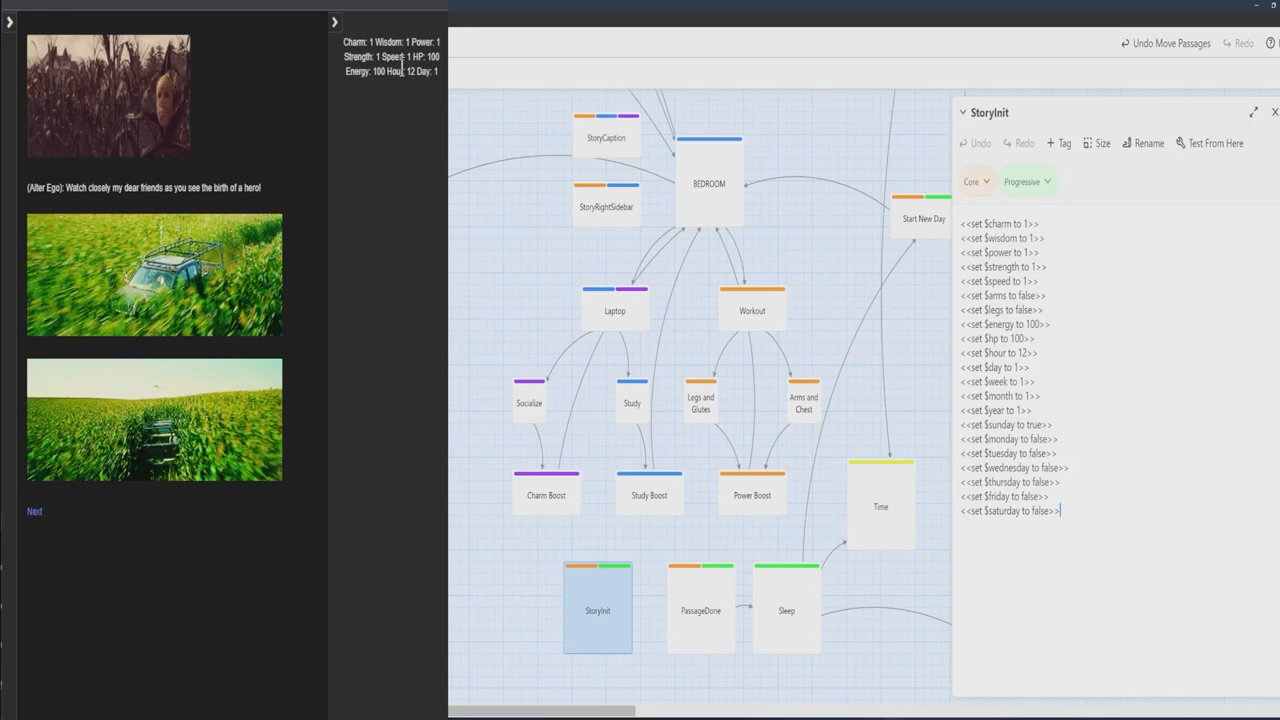 Charm: 1 Wisdom: 1 Power: 1
Strength: 1 Speed: 1 HP: 100
Energy: 100 Hour: 12 Day: 1
(Alter Ego): Watch closely my dear friends as you see the birth of a hero!
Next
Undo Move Passages
Redo
StoryCaption
BEDROOM
StoryRightSidebar
Start New Day
Laptop
Workout
Socialize
Study
Legs and
Glutes
Arms and
Chest
Charm Boost
Study Boost
Power Boost
Time
StoryInit
PassageDone
Sleep
StoryInit
Undo
Redo
+ Tag
Size
Rename
Test From Here
Core
Progressive
<<set $charm to 1>>
<<set $wisdom to 1>>
<<set $power to 1>>
<<set $strength to 1>>
<<set $speed to 1>>
<<set $arms to false>>
<<set $legs to false>>
<<set $energy to 100>>
<<set $hp to 100>>
<<set $hour to 12>>
<<set $day to 1>>
<<set $week to 1>>
<<set $month to 1>>
<<set $year to 1>>
<<set $sunday to true>>
<<set $monday to false>>
<<set $tuesday to false>>
<<set $wednesday to false>>
<<set $thursday to false>>
<<set $friday to false>>
<<set $saturday to false>>